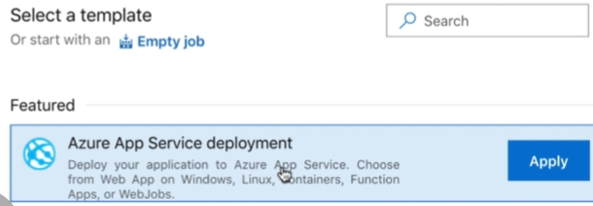 Select a template
Search
Or start with an Empty job
Featured
Azure App Service deployment
Deploy your application to Azure App Service. Choose
from Web App on Windows, Linux, Containers, Function
Apps, or WebJobs.
Apply